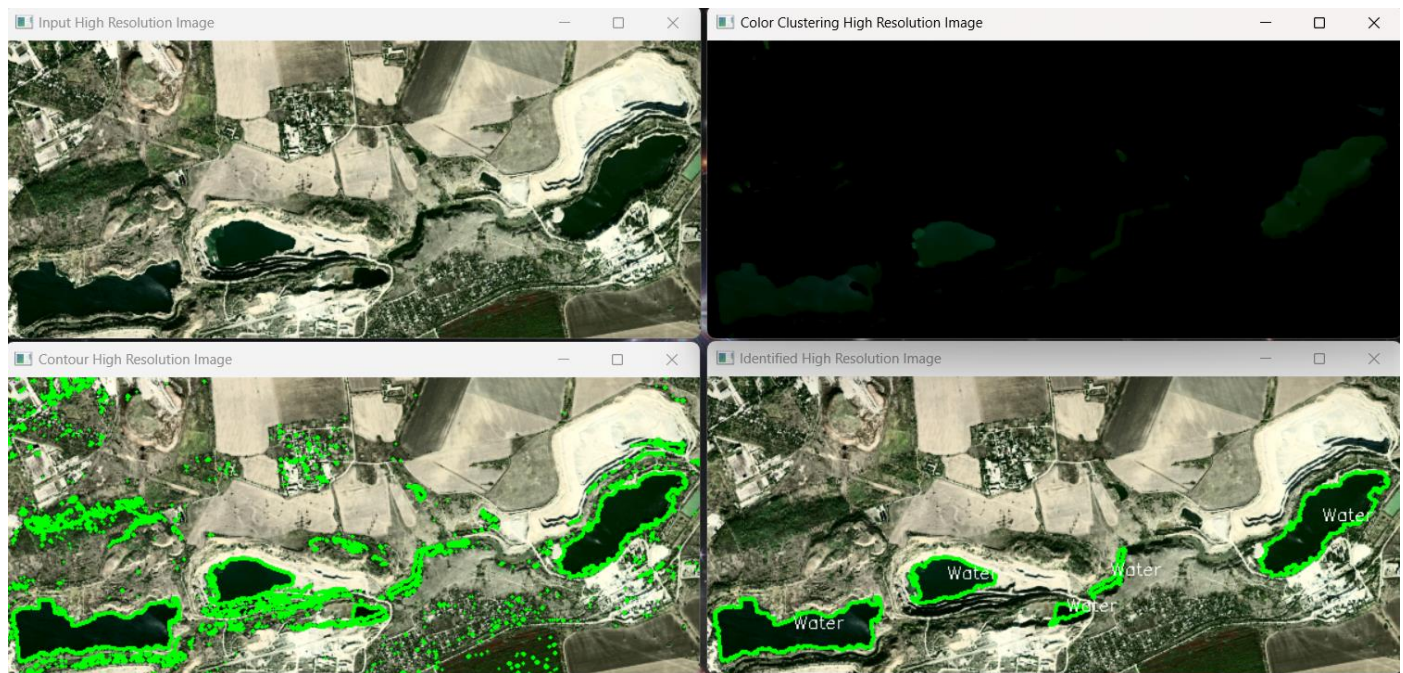 Input High Resolution Image
Color Clustering High Resolution Image
Contour High Resolution Image
Identified High Resolution Image
Water
Water
Water
Water
Water